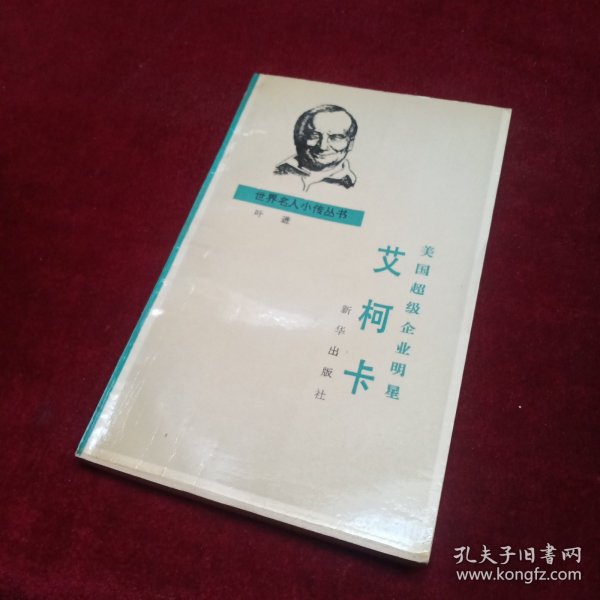 世界名人小传丛书
叶进
美国超级企业明星
艾柯卡
新华出版社
孔夫子旧书网
www.kongfz.com